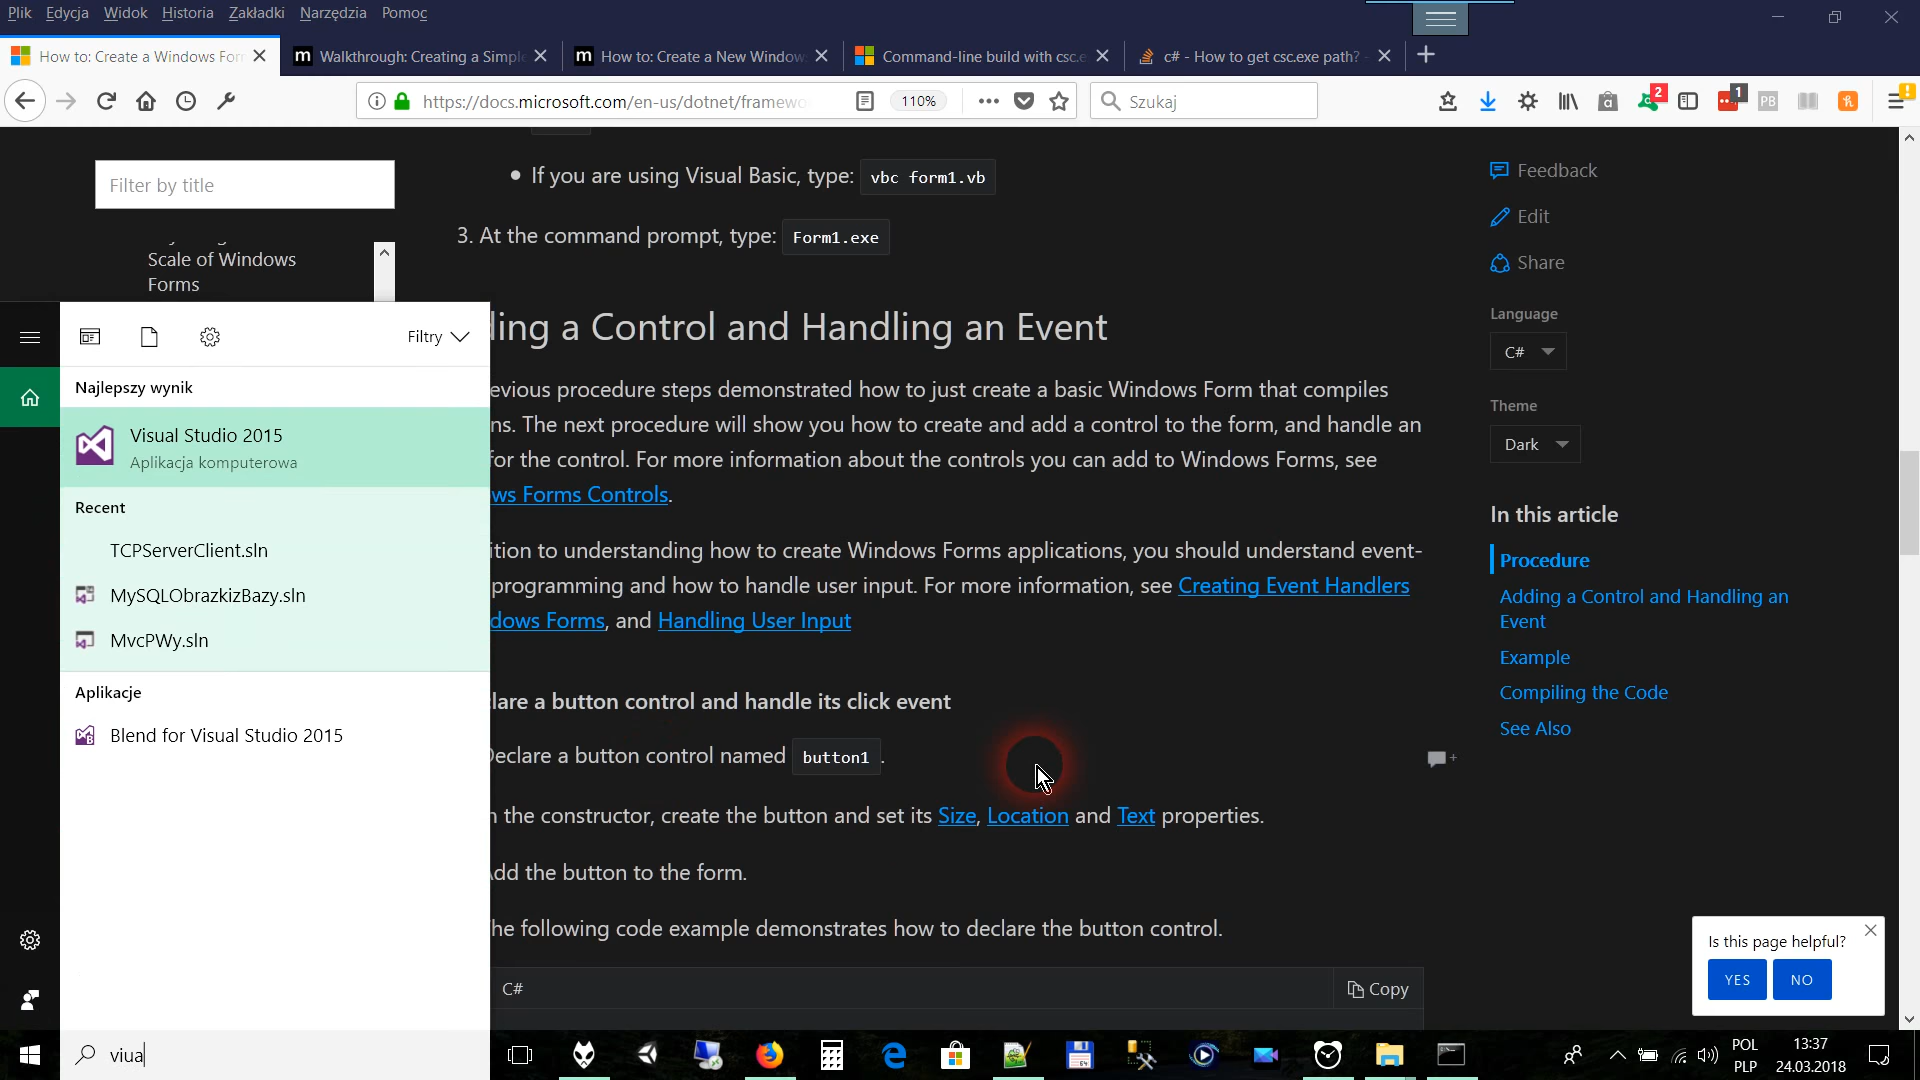 Plik Edycja Widok Historia Zakładki Narzędzia Pomoc
How to: Create a Windows For
Walkthrough: Creating a Simple
How to: Create a New Window
Command-line build with csc.e
c# - How to get csc.exe path? -
https://docs.microsoft.com/en-us/dotnet/framewo
110%
Szukaj
2
1
PB
Filter by title
Scale of Windows
Forms
If you are using Visual Basic, type: vbc form1.vb
3. At the command prompt, type: Form1.exe
ding a Control and Handling an Event
evious procedure steps demonstrated how to just create a basic Windows Form that compiles
ns. The next procedure will show you how to create and add a control to the form, and handle an
for the control. For more information about the controls you can add to Windows Forms, see
ws Forms Controls.
ition to understanding how to create Windows Forms applications, you should understand event-
programming and how to handle user input. For more information, see Creating Event Handlers
dows Forms, and Handling User Input
lare a button control and handle its click event
Declare a button control named button1 .
n the constructor, create the button and set its Size, Location and Text properties.
Add the button to the form.
he following code example demonstrates how to declare the button control.
C#
Copy
Feedback
Edit
Share
Language
C#
Theme
Dark
In this article
Procedure
Adding a Control and Handling an
Event
Example
Compiling the Code
See Also
Is this page helpful?
YES NO
Filtry
Najlepszy wynik
Visual Studio 2015
Aplikacja komputerowa
Recent
TCPServerClient.sln
MySQLObrazkizBazy.sln
MvcPWy.sln
Aplikacje
Blend for Visual Studio 2015
viua
64
POL
PLP
13:37
24.03.2018